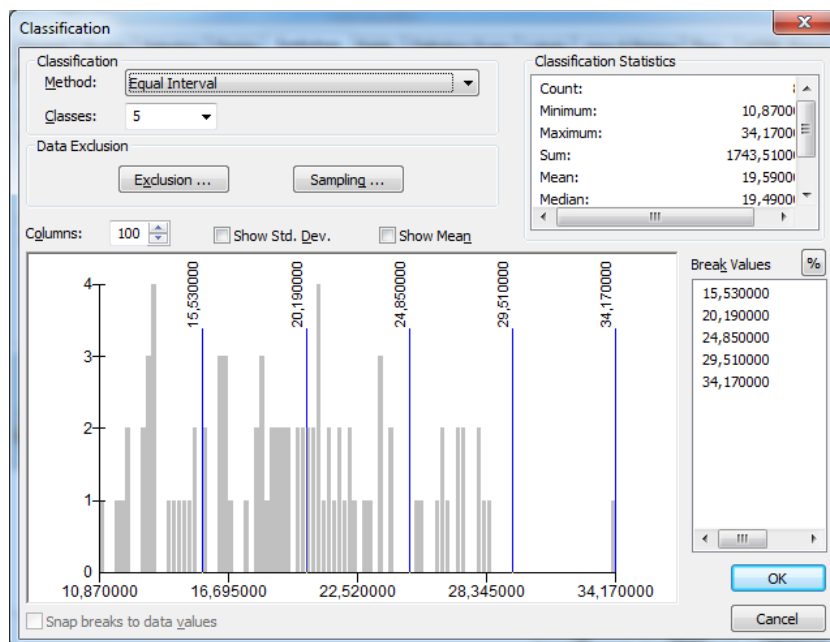 Classification
Classification
Method: Equal Interval
Classes: 5
Data Exclusion
Exclusion ...
Sampling ...
Classification Statistics
Count:
Minimum: 10,8700
Maximum: 34,1700
Sum: 1743,5100
Mean: 19,5900
Median: 19,4900
Columns: 100
Show Std. Dev.
Show Mean
Break Values
%
15,530000
20,190000
24,850000
29,510000
34,170000
15,530000
20,190000
24,850000
29,510000
34,170000
4
3
2
1
0
10,870000 16,695000 22,520000 28,345000 34,170000
OK
Cancel
Snap breaks to data values